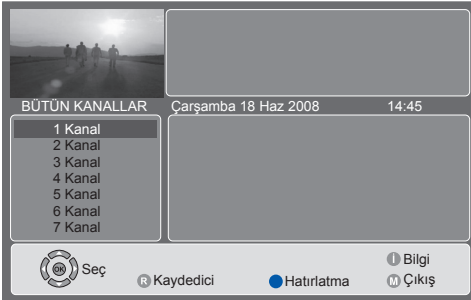 BÜTÜN KANALLAR Çarşamba 18 Haz 2008 14:45
1 Kanal
2 Kanal
3 Kanal
4 Kanal
5 Kanal
6 Kanal
7 Kanal
OK Seç
R Kaydedici Hatırlatma
I Bilgi
M Çıkış